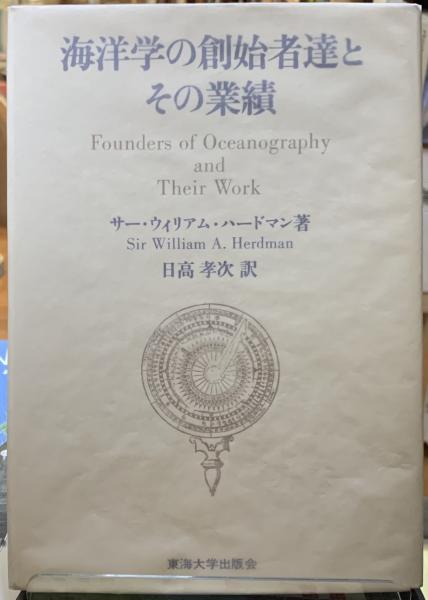 海洋学の創始者達と
その業績
Founders of Oceanography
and
Their Work
サー・ウィリアム・ハードマン著
Sir William A. Herdman
日高孝次 訳
東海大学出版会